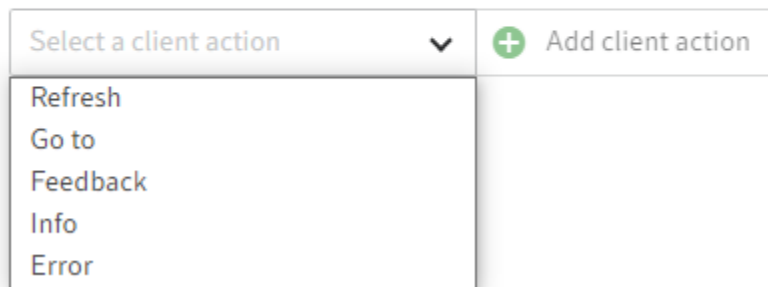 Select a client action Add client action
Refresh
Go to
Feedback
Info
Error